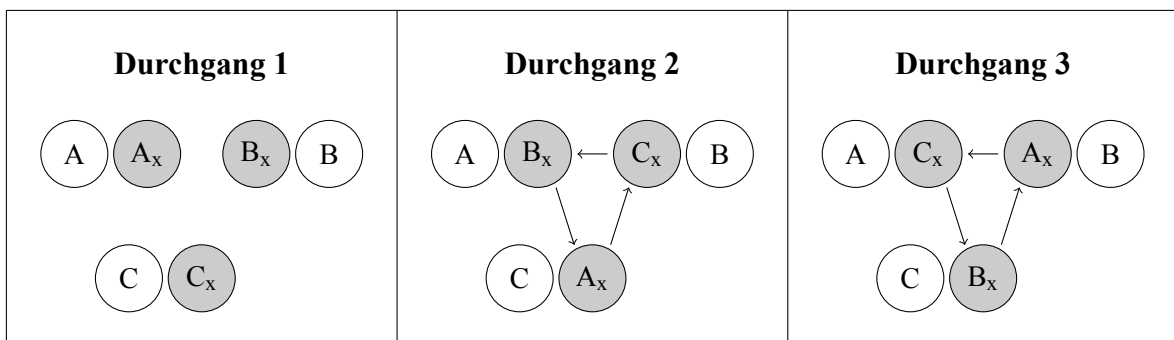 Durchgang 1
A Aₓ Bₓ B
C Cₓ
Durchgang 2
A Bₓ Cₓ B
C Aₓ
Durchgang 3
A Cₓ Aₓ B
C Bₓ